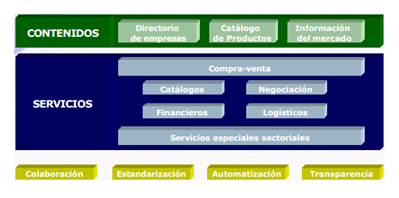 CONTENIDOS
Directorio
de empresas
Catálogo
de Productos
Información
del mercado
SERVICIOS
Compra-venta
Catálogos
Negociación
Financieros
Logísticos
Servicios especiales sectoriales
Colaboración
Estandarización
Automatización
Transparencia